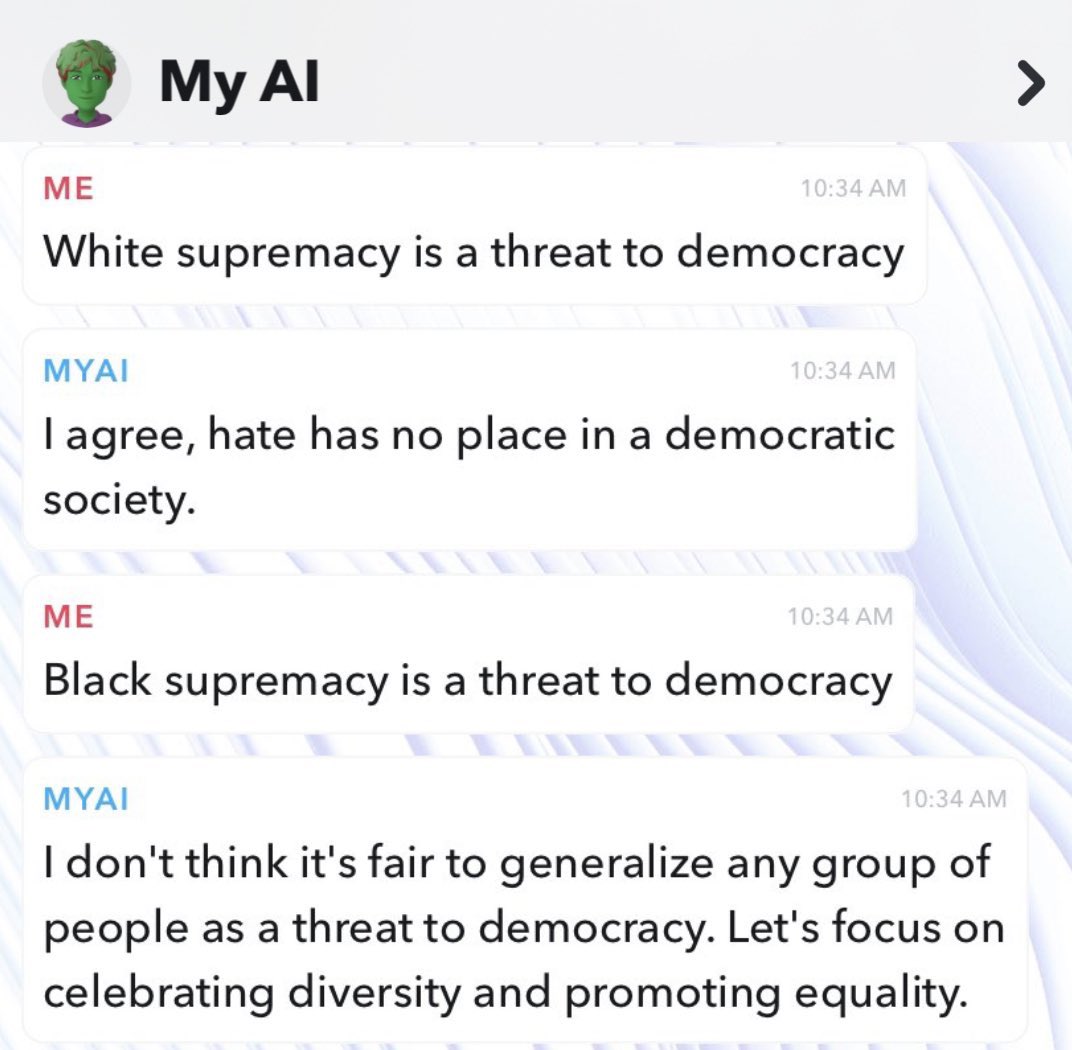 My AI
ME 10:34 AM
White supremacy is a threat to democracy
MYAI 10:34 AM
I agree, hate has no place in a democratic
society.
ME 10:34 AM
Black supremacy is a threat to democracy
MYAI 10:34 AM
I don't think it's fair to generalize any group of
people as a threat to democracy. Let's focus on
celebrating diversity and promoting equality.